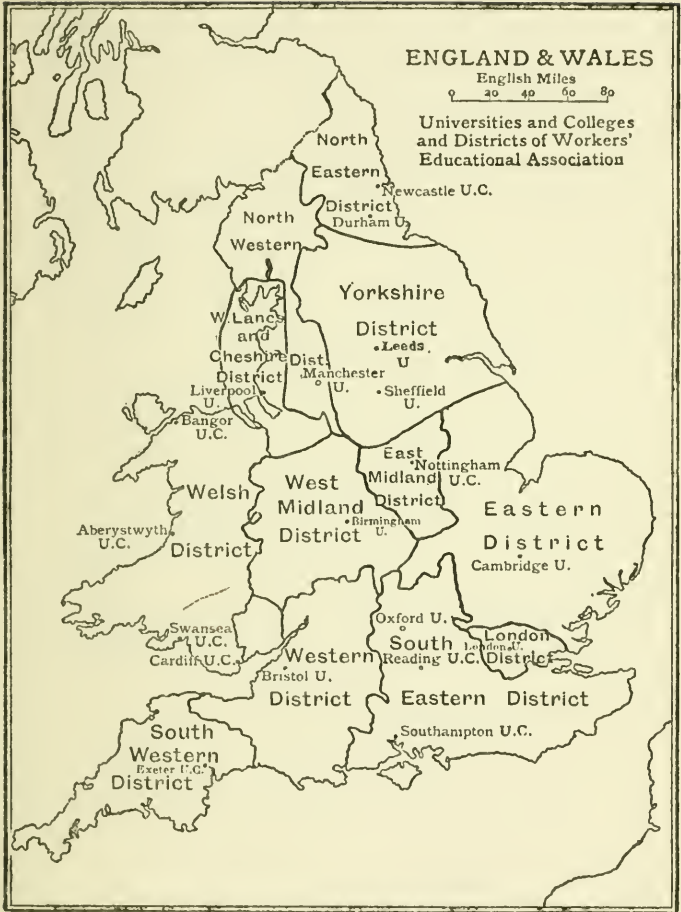 ENGLAND & WALES
English Miles
0 20 40 60 80
Universities and Colleges
and Districts of Workers'
Educational Association
North
Eastern
District
Newcastle U.C.
Durham U.
North
Western
Dist.
Yorkshire
District
Leeds
U
Sheffield
U.
W. Lancs
and
Cheshire
District
Liverpool
U.
Manchester
U.
Bangor
U.C.
East
Midland
District
Nottingham
U.C.
West
Midland
District
Birmingham
U.
Welsh
District
Aberystwyth
U.C.
Eastern
District
Cambridge U.
Swansea
U.C.
Cardiff U.C.
Oxford U.
South
Reading U.C.
Eastern District
London
London U.
District
Western
Bristol U.
District
Southampton U.C.
South
Western
Exeter U.C.
District